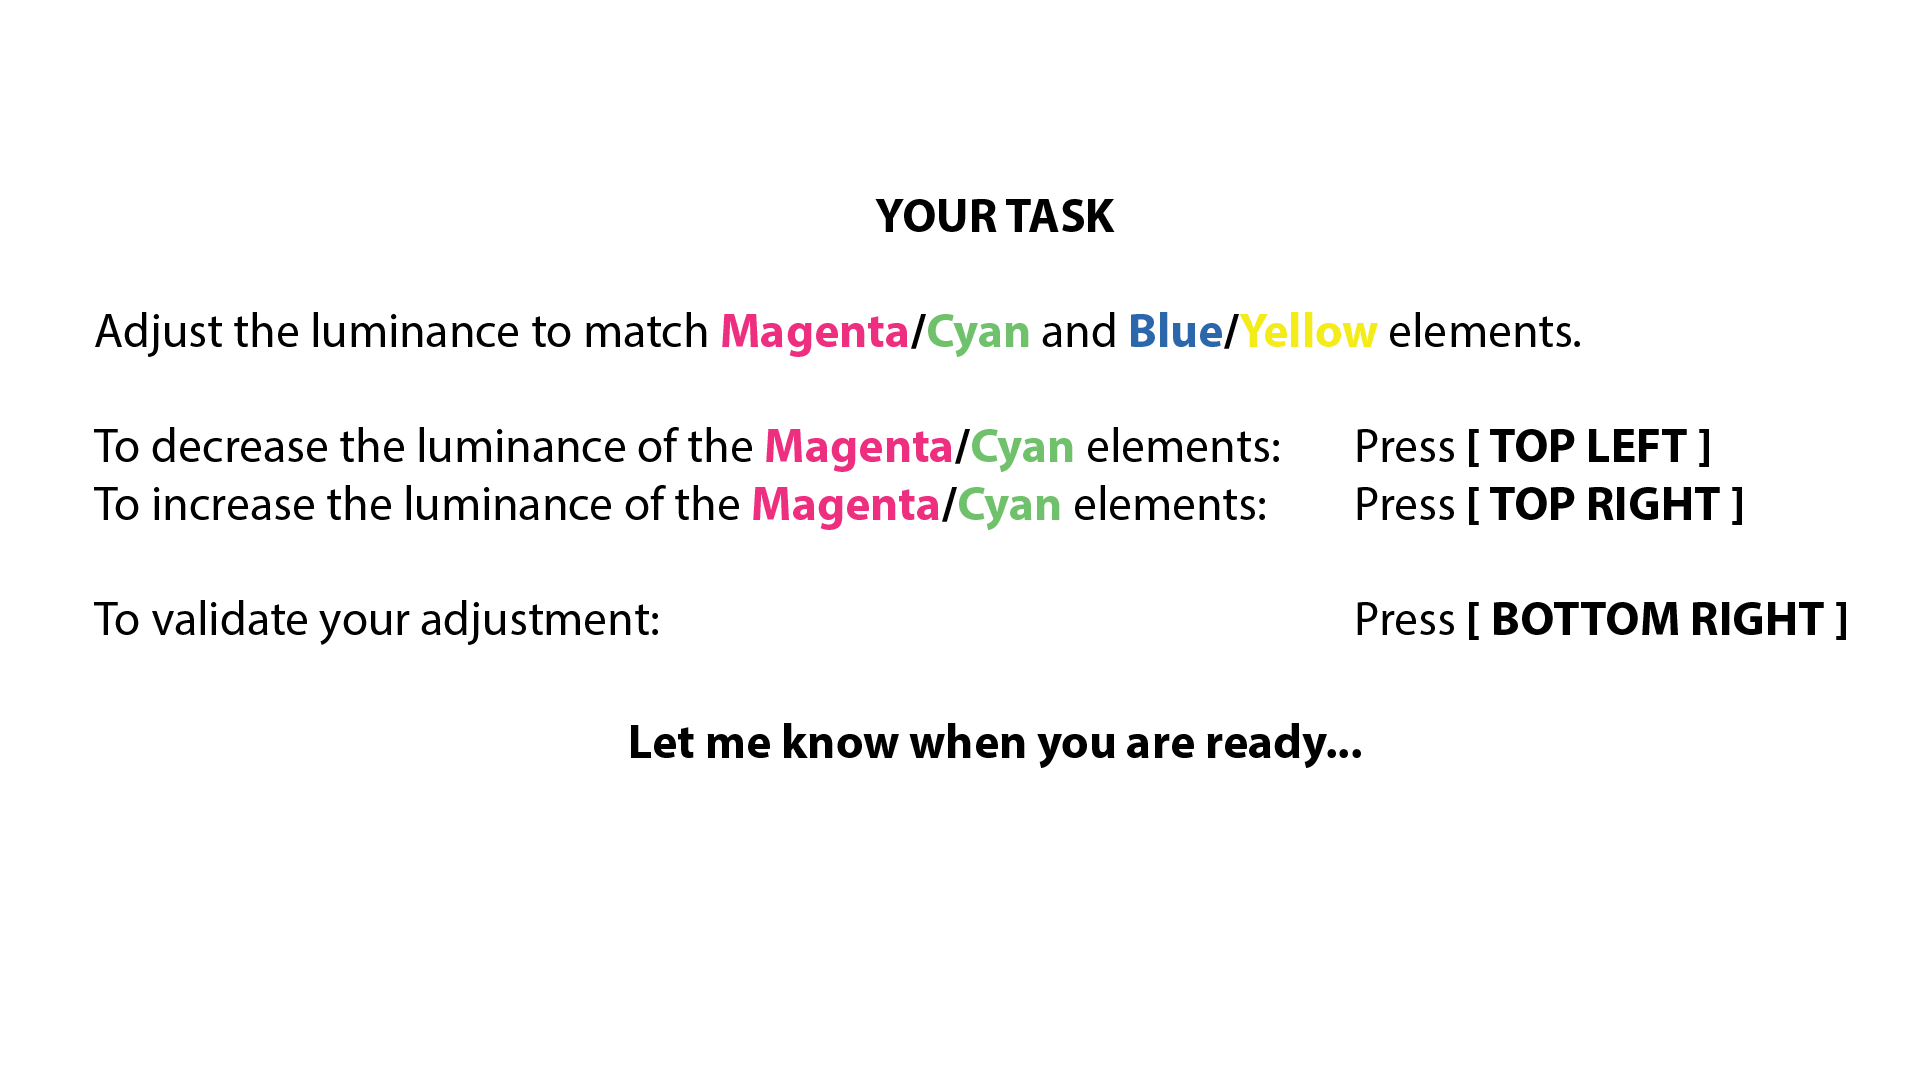 YOUR TASK
Adjust the luminance to match Magenta/Cyan and Blue/Yellow elements.
To decrease the luminance of the Magenta/Cyan elements: Press [ TOP LEFT ]
To increase the luminance of the Magenta/Cyan elements: Press [ TOP RIGHT ]
To validate your adjustment: Press [ BOTTOM RIGHT ]
Let me know when you are ready...